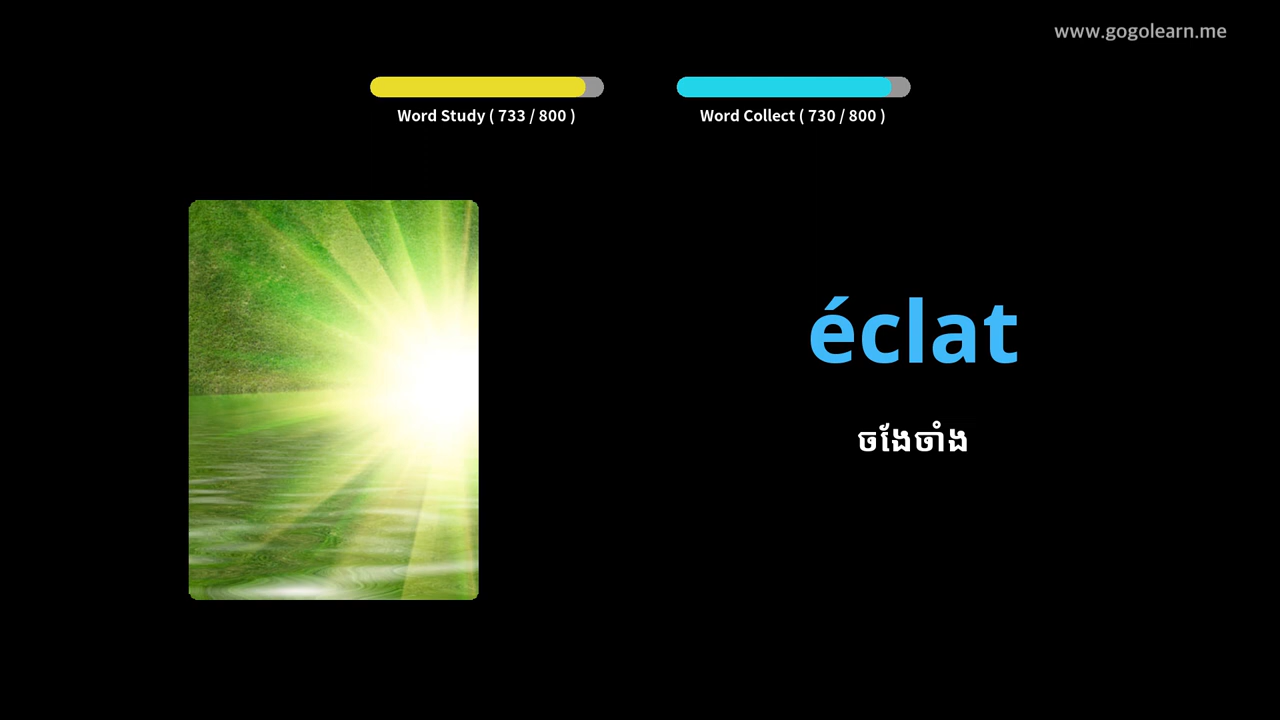 www.gogolearn.me
Word Study ( 733 / 800 )
Word Collect ( 730 / 800 )
éclat
ចងែចាំង